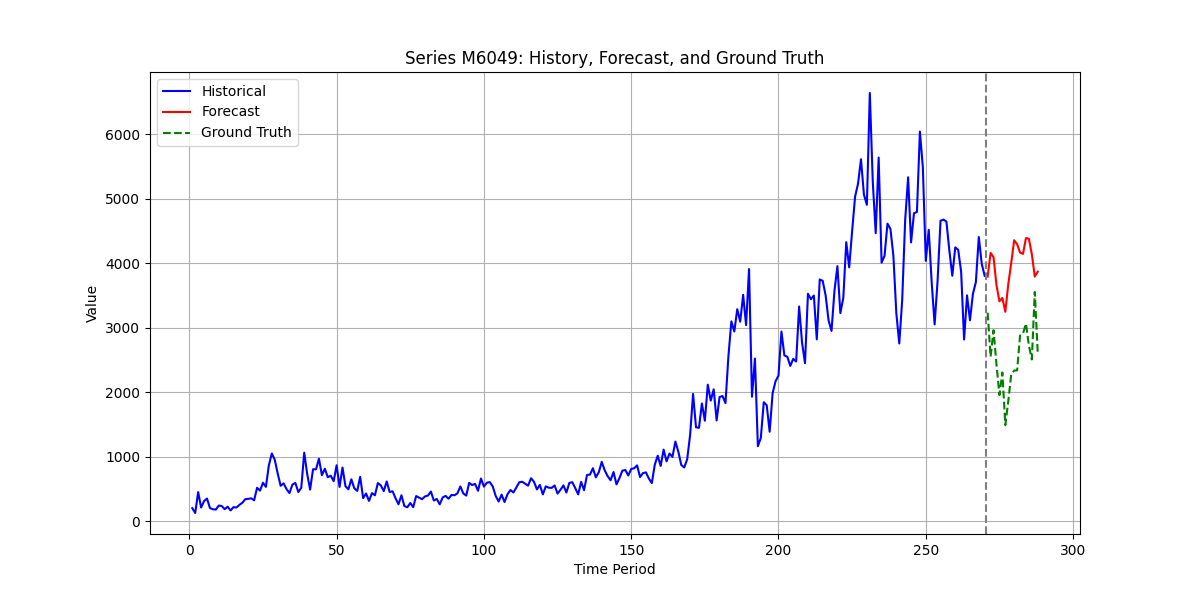 Series M6049: History, Forecast, and Ground Truth
Historical
Forecast
Ground Truth
6000
5000
4000
3000
2000
1000
0
Value
0 50 100 150 200 250 300
Time Period